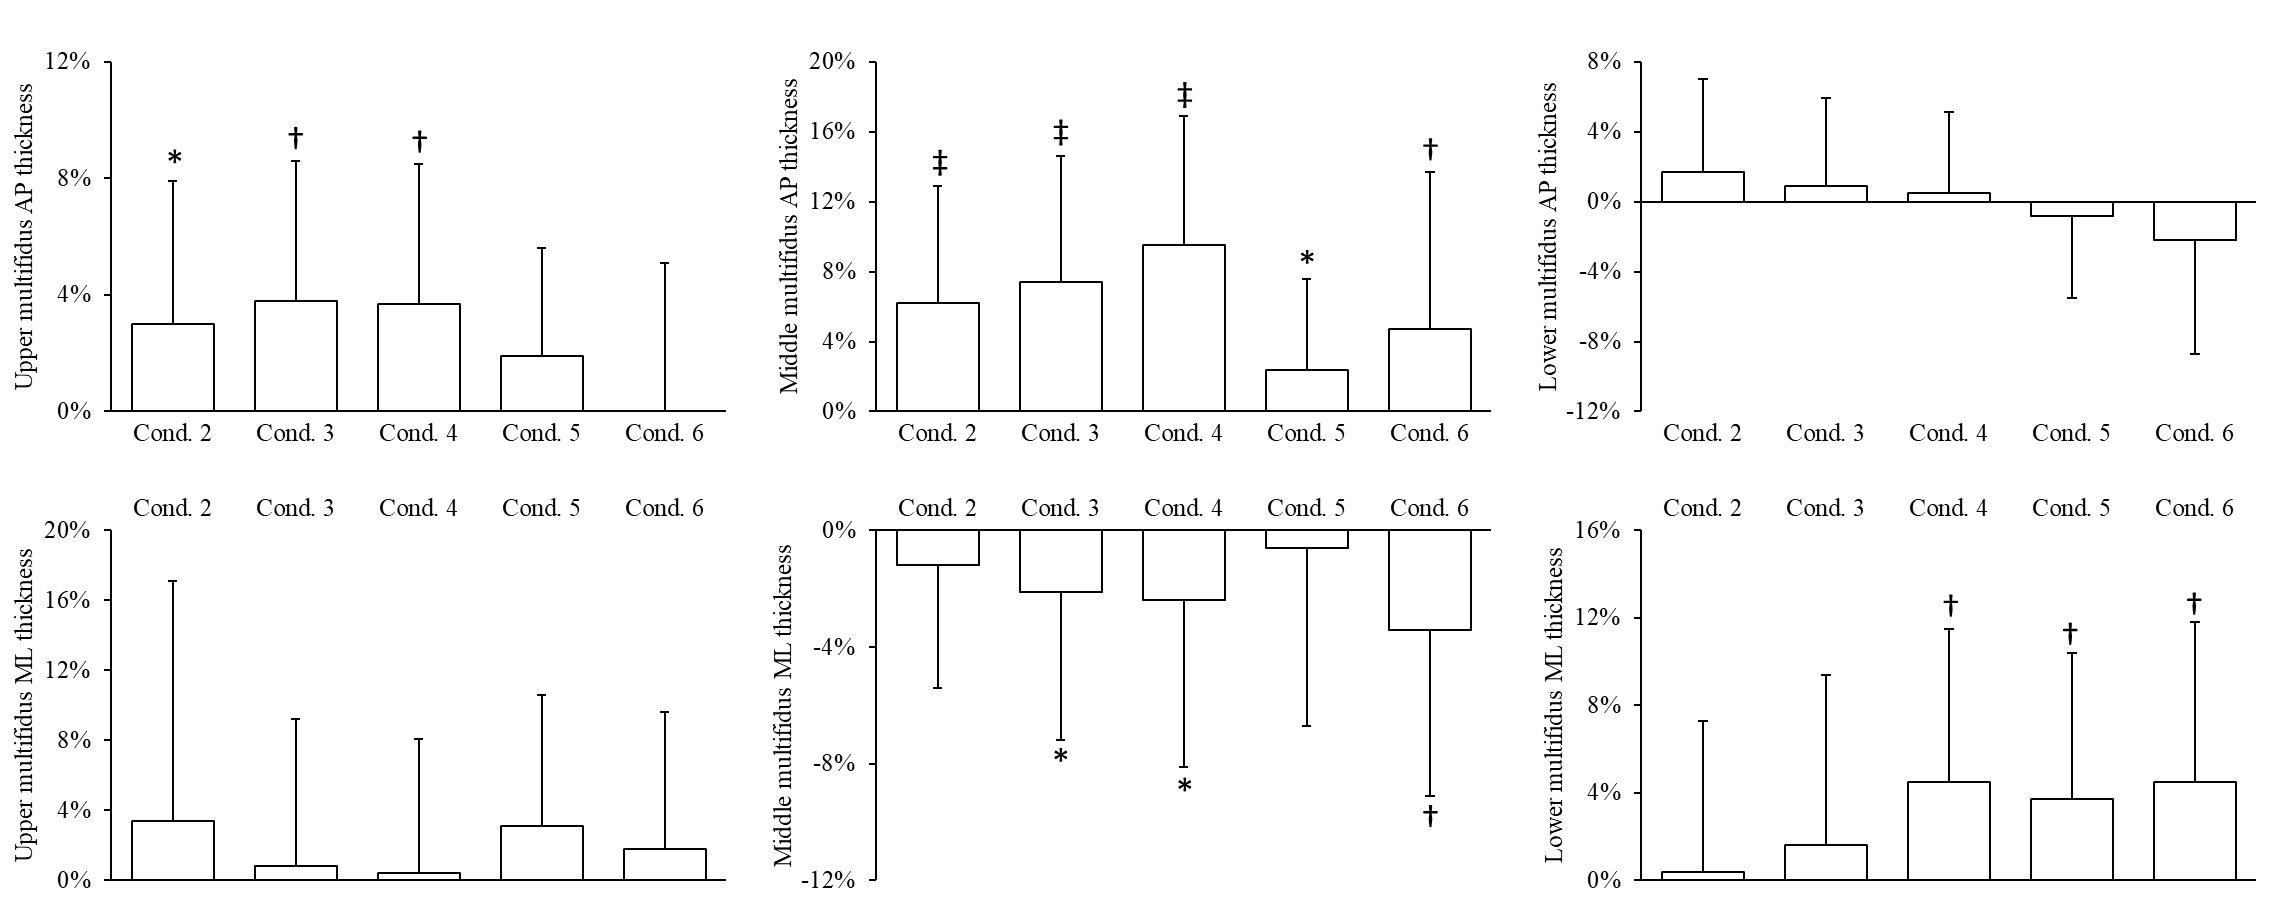 Upper multifidus AP thickness
12%
8%
4%
0%
* † †
Cond. 2 Cond. 3 Cond. 4 Cond. 5 Cond. 6
Middle multifidus AP thickness
20%
16%
12%
8%
4%
0%
‡ ‡ ‡ * †
Cond. 2 Cond. 3 Cond. 4 Cond. 5 Cond. 6
Lower multifidus AP thickness
8%
4%
0%
-4%
-8%
-12%
Cond. 2 Cond. 3 Cond. 4 Cond. 5 Cond. 6
Upper multifidus ML thickness
Cond. 2 Cond. 3 Cond. 4 Cond. 5 Cond. 6
20%
16%
12%
8%
4%
0%
Middle multifidus ML thickness
Cond. 2 Cond. 3 Cond. 4 Cond. 5 Cond. 6
0%
-4%
-8%
-12%
* * †
Lower multifidus ML thickness
Cond. 2 Cond. 3 Cond. 4 Cond. 5 Cond. 6
16%
12%
8%
4%
0%
† † †